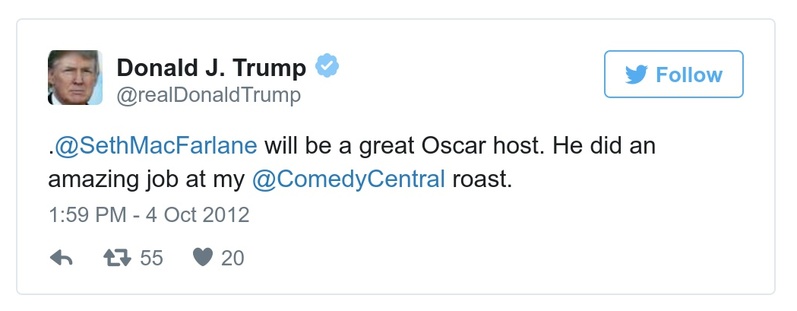 Donald J. Trump
@realDonaldTrump
Follow
.@SethMacFarlane will be a great Oscar host. He did an
amazing job at my @ComedyCentral roast.
1:59 PM - 4 Oct 2012
55 20